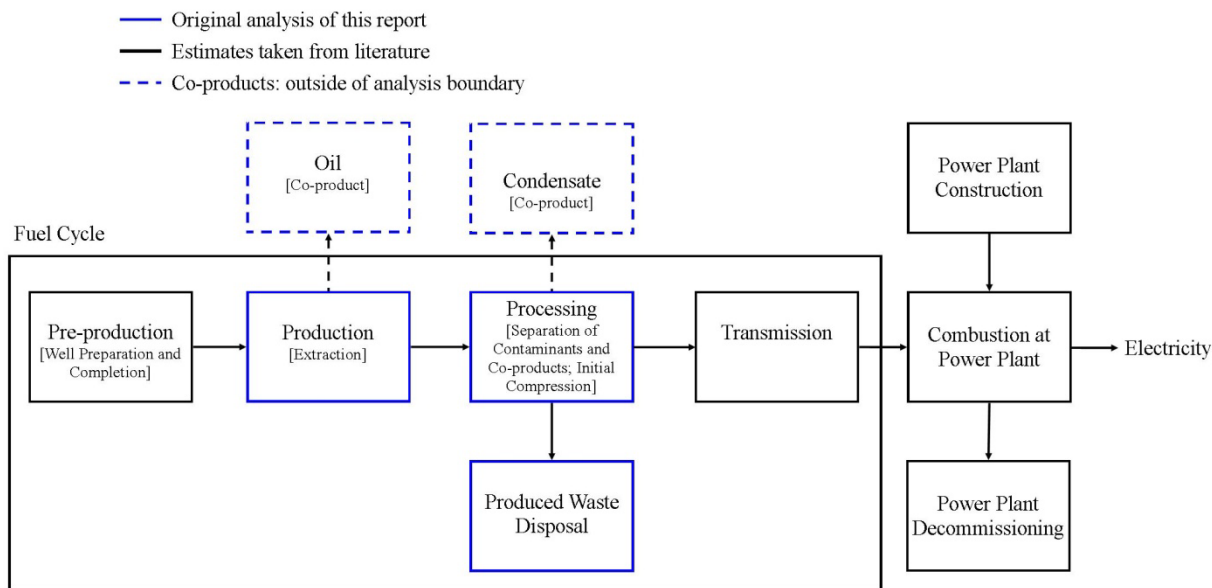 Original analysis of this report
Estimates taken from literature
Co-products: outside of analysis boundary
Oil
[Co-product]
Condensate
[Co-product]
Power Plant
Construction
Fuel Cycle
Pre-production
[Well Preparation and
Completion]
Production
[Extraction]
Processing
[Separation of
Contaminants and
Co-products; Initial
Compression]
Transmission
Combustion at
Power Plant
Electricity
Produced Waste
Disposal
Power Plant
Decommissioning